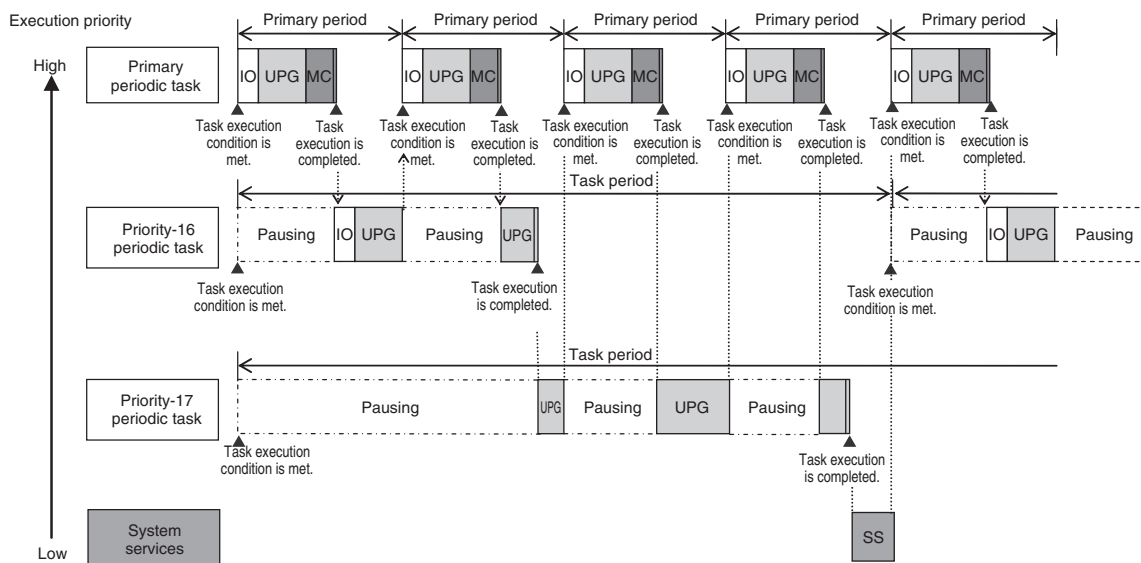 Execution priority
Primary period
Primary period
Primary period
Primary period
Primary period
High
Primary
periodic task
IO UPG MC
IO UPG MC
IO UPG MC
IO UPG MC
IO UPG MC
Task execution
condition is
met.
Task
execution is
completed.
Task execution
condition is
met.
Task
execution is
completed.
Task execution
condition is
met.
Task
execution is
completed.
Task execution
condition is
met.
Task
execution is
completed.
Task execution
condition is
met.
Task
execution is
completed.
Task period
Priority-16
periodic task
Pausing IO UPG Pausing UPG
Pausing IO UPG Pausing
Task execution
condition is met.
Task execution
is completed.
Task execution
condition is met.
Task period
Priority-17
periodic task
Pausing UPG Pausing UPG Pausing
Task execution
condition is met.
Task execution
is completed.
System
services
SS
Low